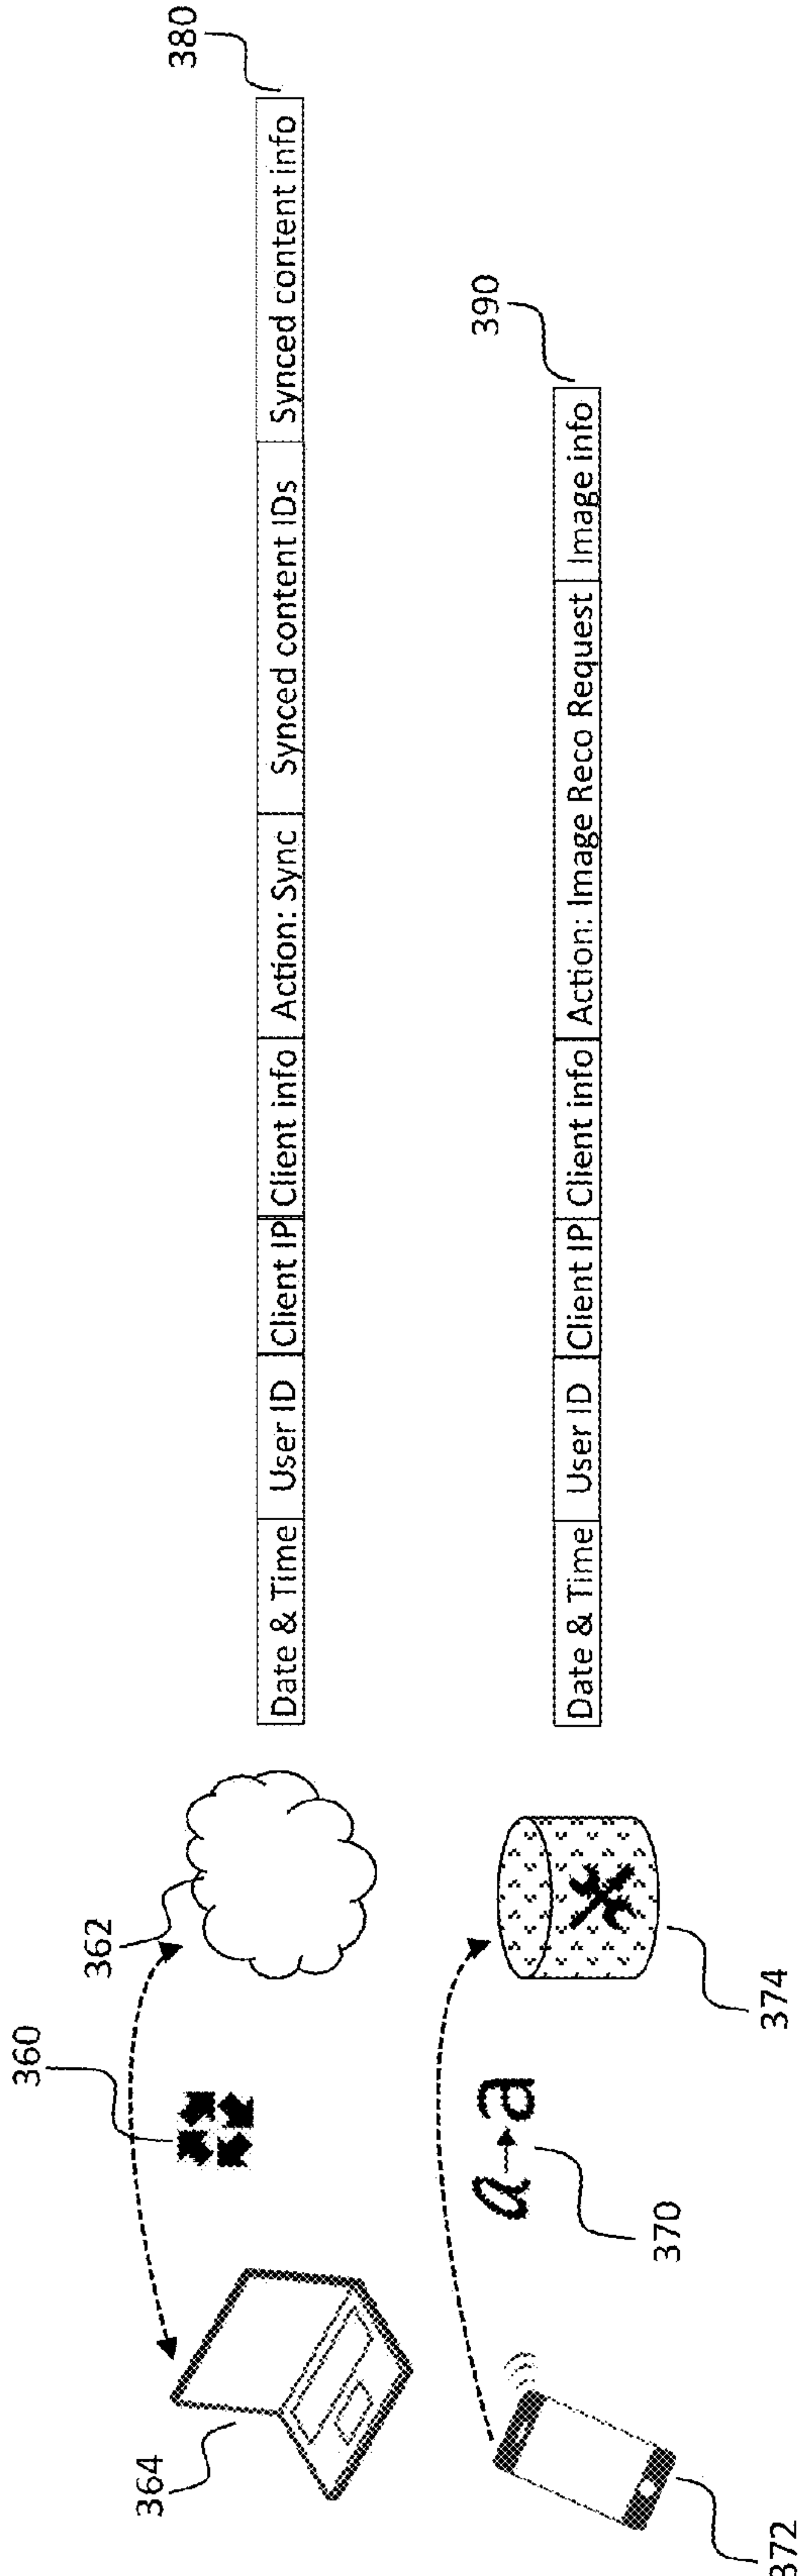 360
362
364
Date & Time User ID Client IP Client info Action: Sync Synced content IDs Synced content info
380
a a
370
372
374
Date & Time User ID Client IP Client info Action: Image Reco Request Image info
390